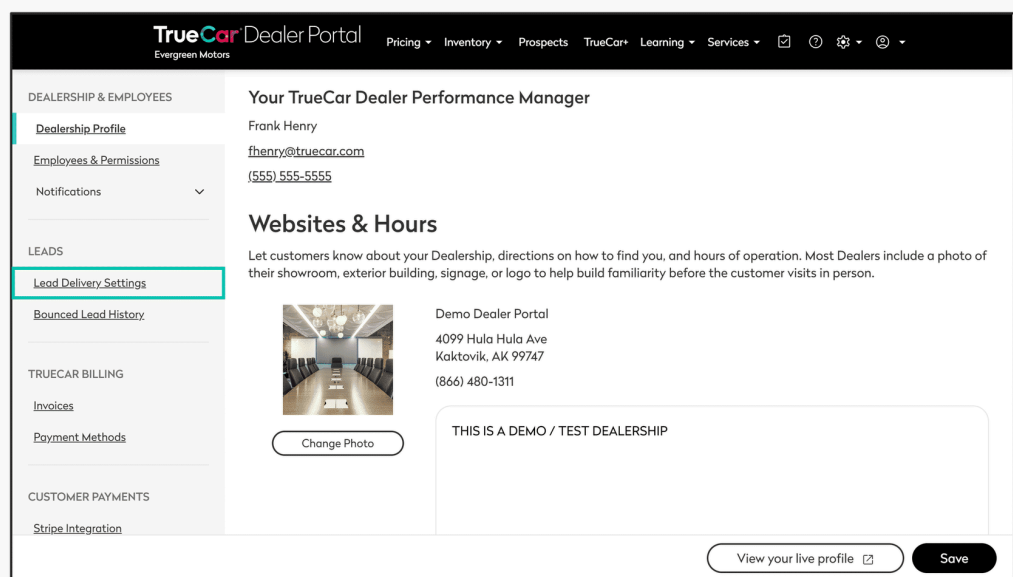 TrueCar Dealer Portal
Evergreen Motors
Pricing Inventory Prospects TrueCar+ Learning Services
DEALERSHIP & EMPLOYEES
Dealership Profile
Employees & Permissions
Notifications
LEADS
Lead Delivery Settings
Bounced Lead History
TRUECAR BILLING
Invoices
Payment Methods
CUSTOMER PAYMENTS
Stripe Integration
Your TrueCar Dealer Performance Manager
Frank Henry
fhenry@truecar.com
(555) 555-5555
Websites & Hours
Let customers know about your Dealership, directions on how to find you, and hours of operation. Most Dealers include a photo of
their showroom, exterior building, signage, or logo to help build familiarity before the customer visits in person.
Change Photo
Demo Dealer Portal
4099 Hula Hula Ave
Kaktovik, AK 99747
(866) 480-1311
THIS IS A DEMO / TEST DEALERSHIP
View your live profile
Save